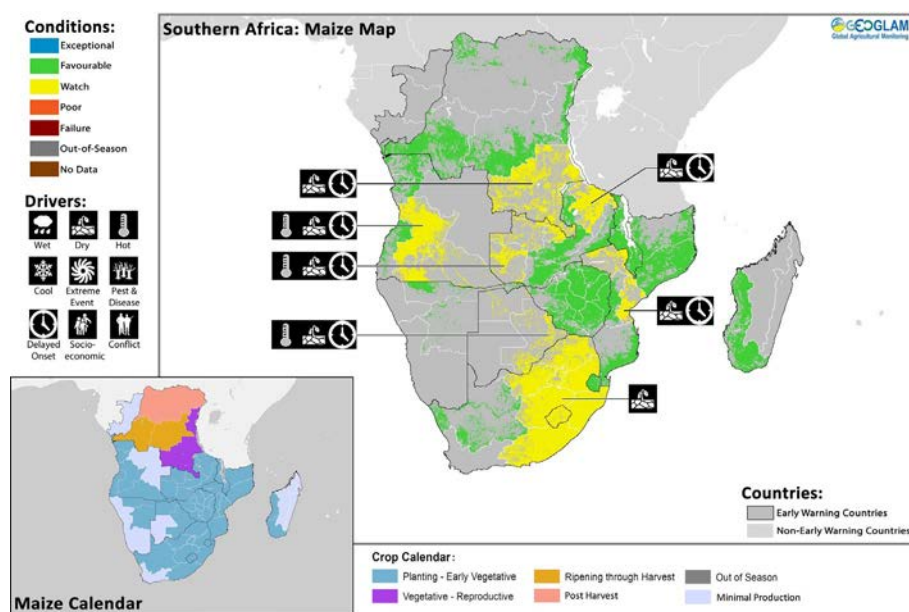 Conditions:
Exceptional
Favourable
Watch
Poor
Failure
Out-of-Season
No Data
Drivers:
Wet
Dry
Hot
Cool
Extreme
Event
Pest &
Disease
Delayed
Onset
Socio-
economic
Conflict
Southern Africa: Maize Map
GEOGLAM
Global Agricultural Monitoring
Countries:
Early Warning Countries
Non-Early Warning Countries
Maize Calendar
Crop Calendar:
Planting - Early Vegetative
Vegetative - Reproductive
Ripening through Harvest
Post Harvest
Out of Season
Minimal Production